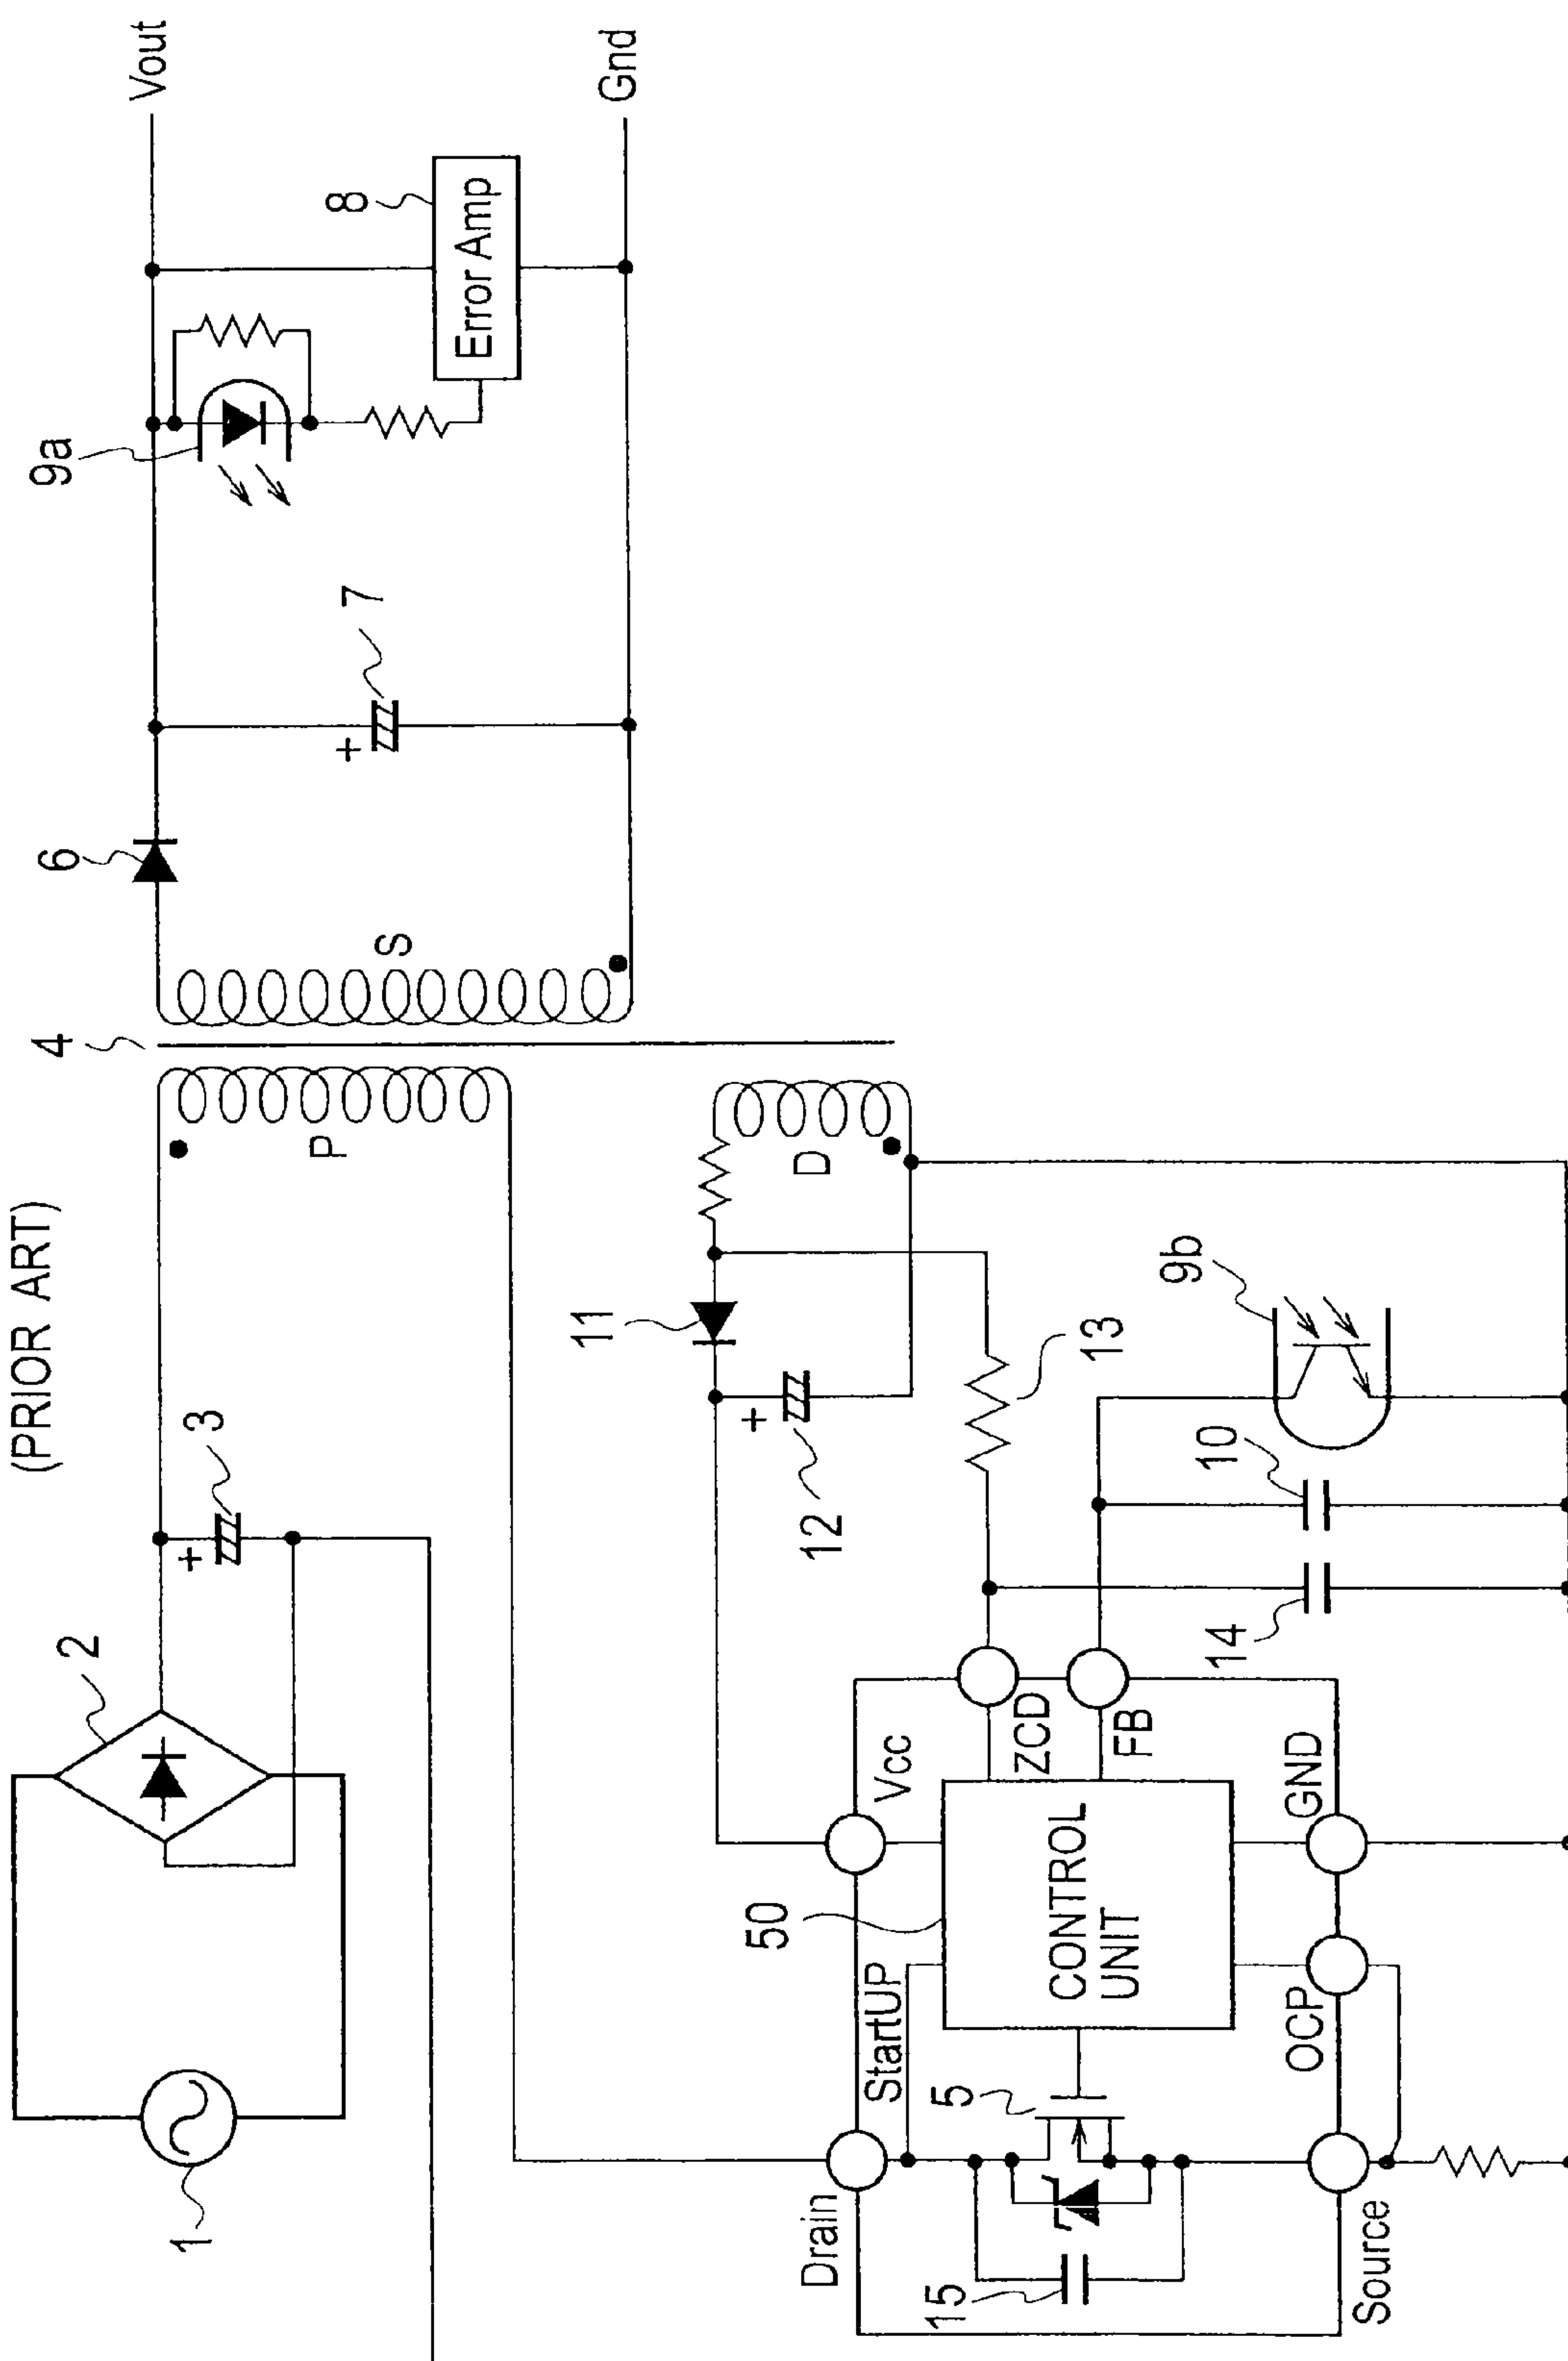 (PRIOR ART)
1
2
3
+
4
P
S
6
7
+
9a
8
Error Amp
Vout
Gnd
D
11
12
+
13
9b
10
14
Drain
StartUP
Vcc
ZCD
FB
50
CONTROL
UNIT
5
15
Source
OCP
GND